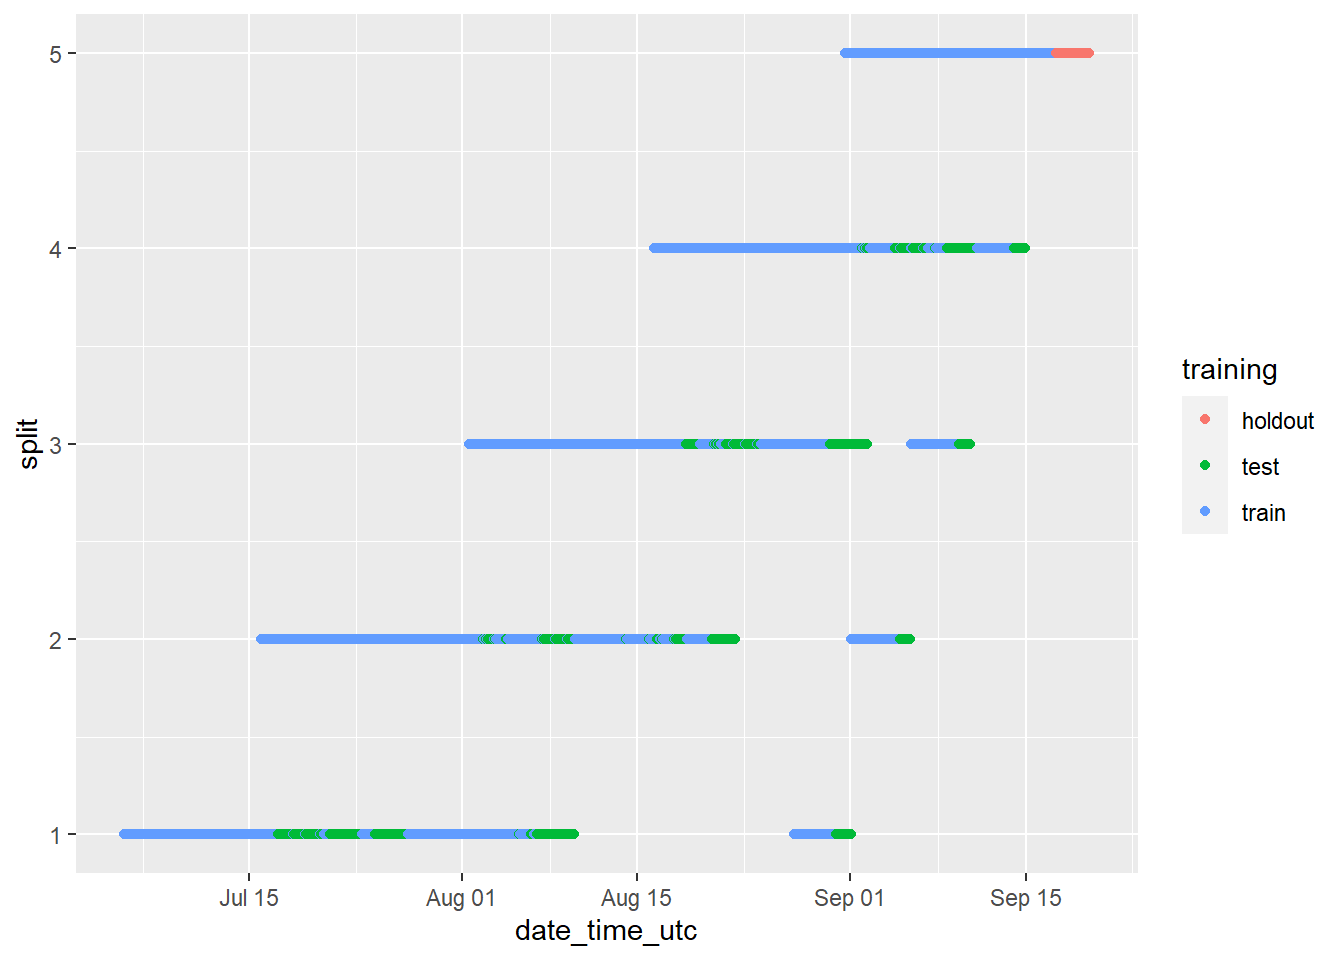 5
4
3
2
1
split
Jul 15
Aug 01
Aug 15
Sep 01
Sep 15
date_time_utc
training
holdout
test
train